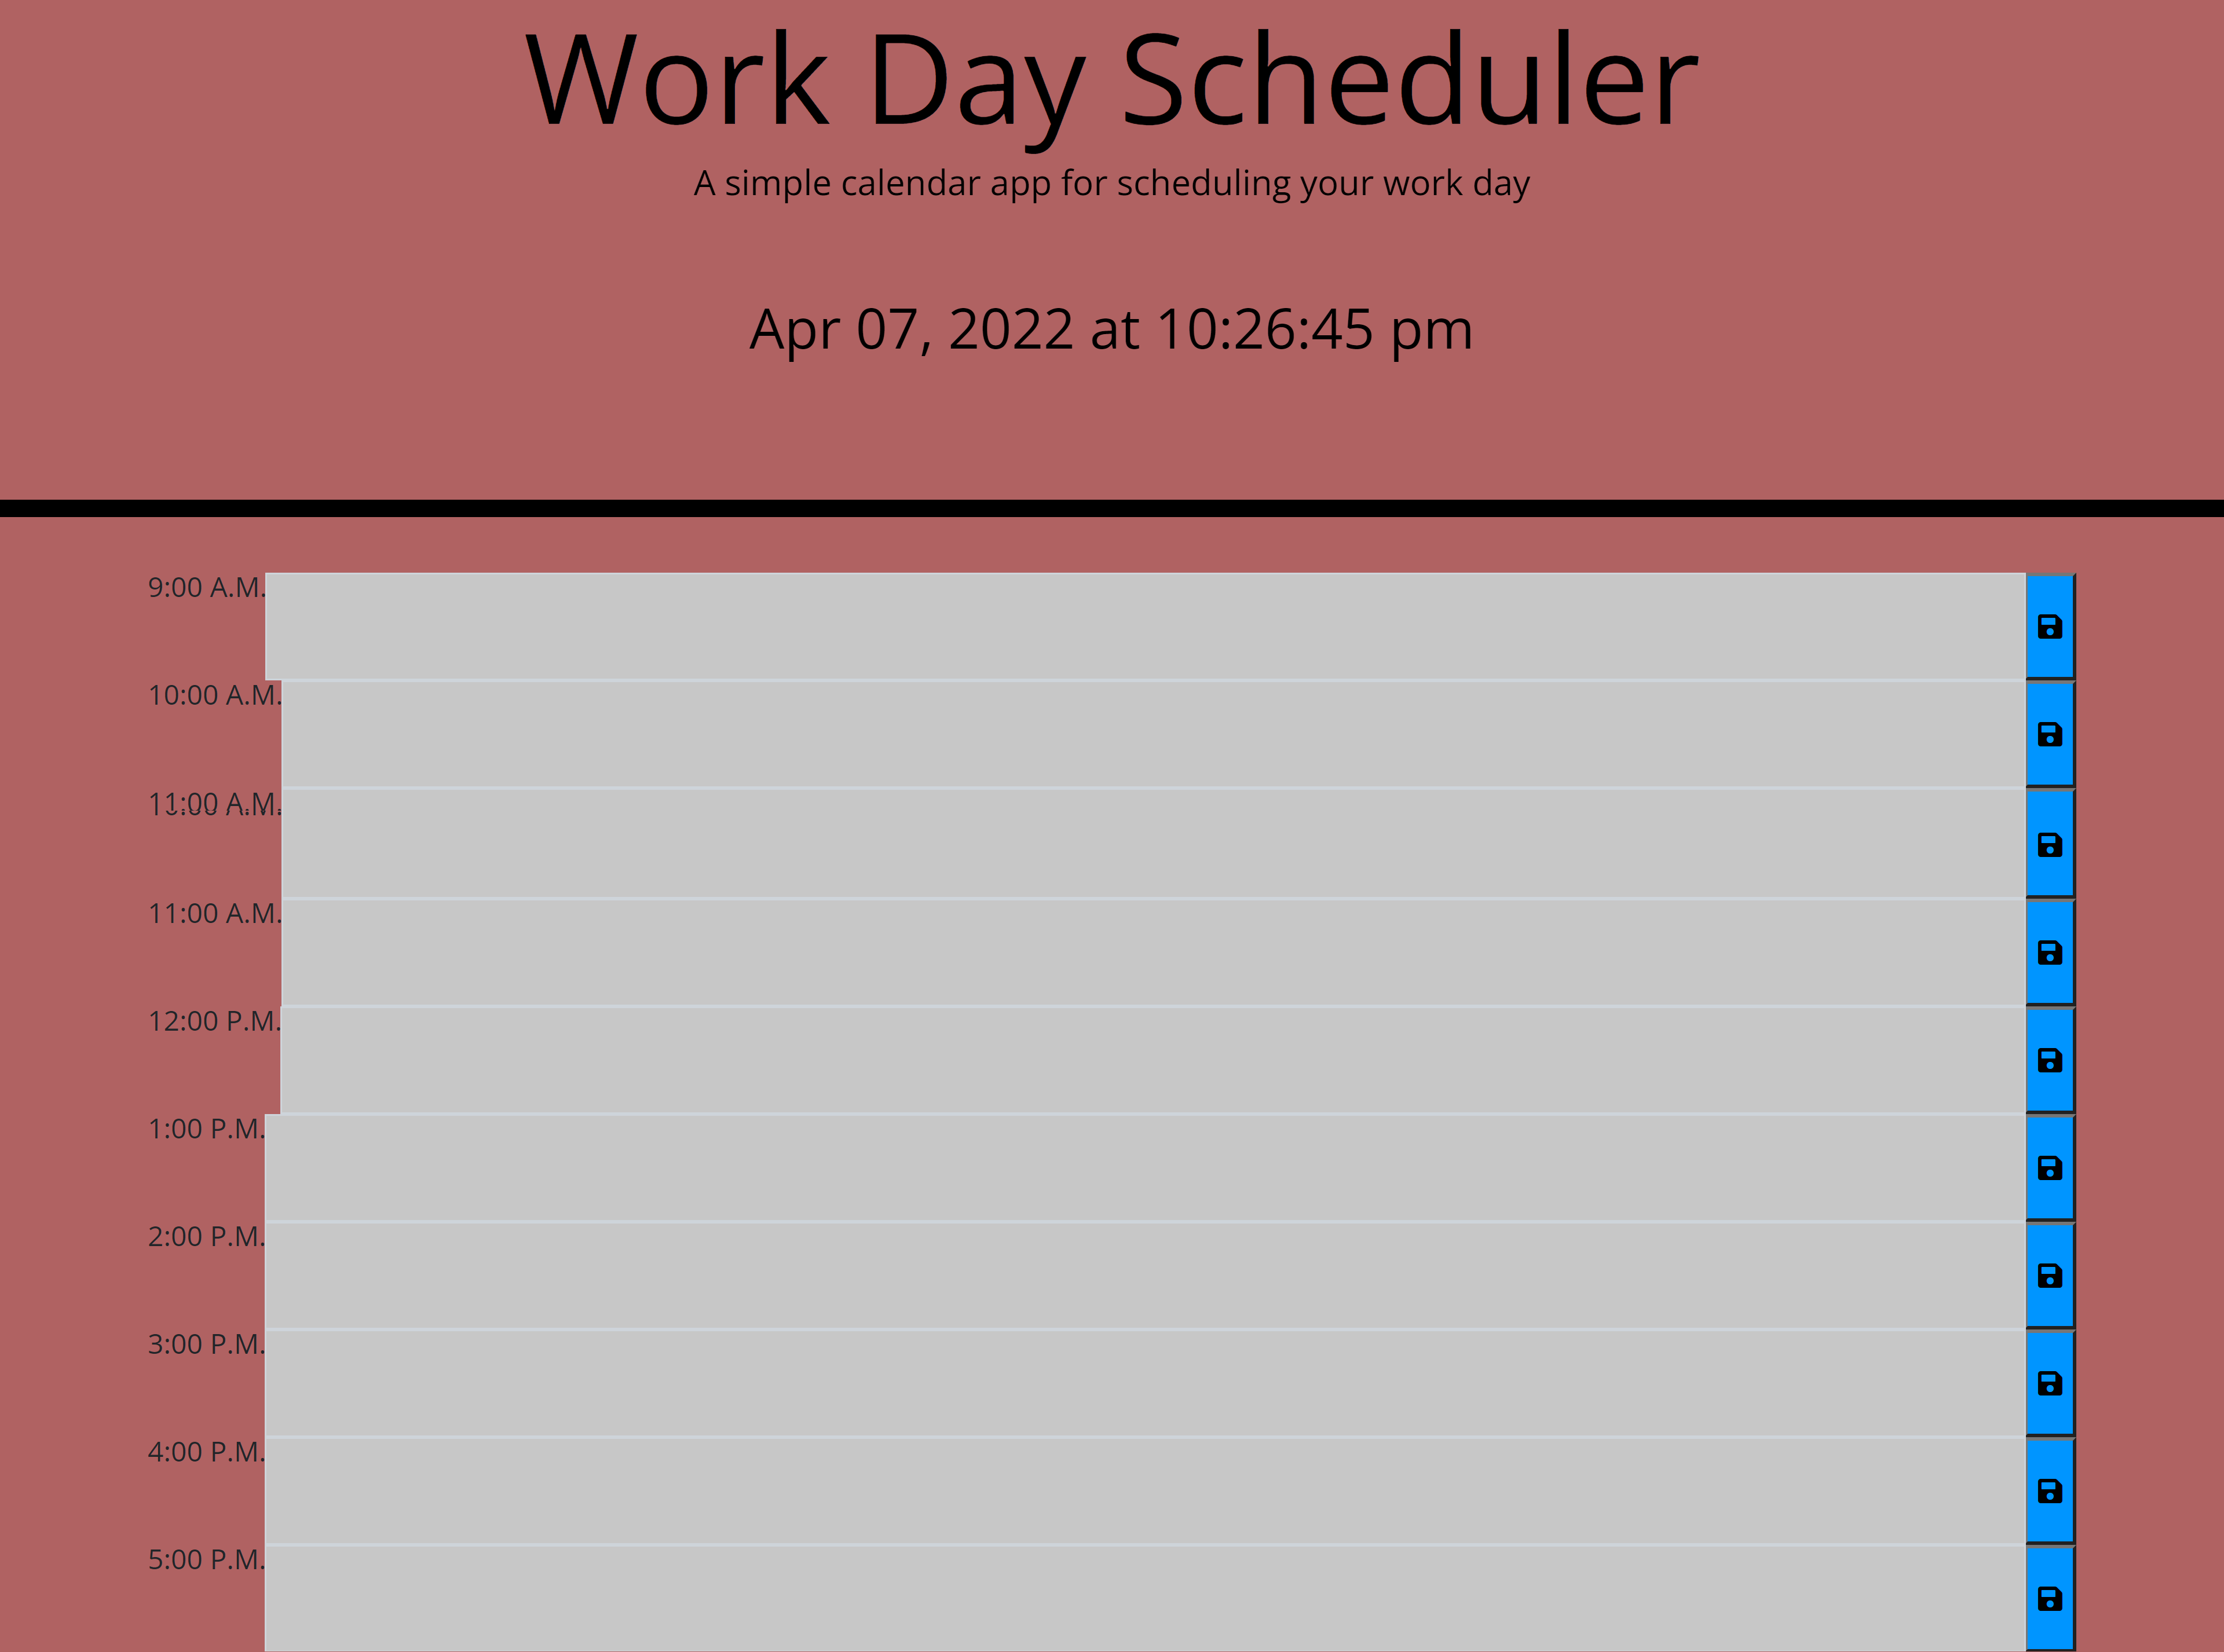 Work Day Scheduler
A simple calendar app for scheduling your work day
Apr 07, 2022 at 10:26:45 pm
9:00 A.M.
10:00 A.M.
11:00 A.M.
11:00 A.M.
12:00 P.M.
1:00 P.M.
2:00 P.M.
3:00 P.M.
4:00 P.M.
5:00 P.M.